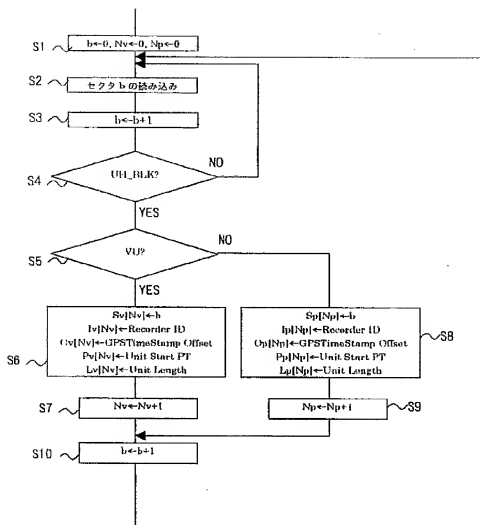 S1
b←0, Nv←0, Np←0
S2
セクタ b の読み込み
S3
b←b+1
NO
S4
UH_BLK?
YES
NO
S5
VU?
YES
Sv[Nv]←b
Iv[Nv]←Recorder ID
Ov[Nv]←GPSTimeStamp Offset
Pv[Nv]←Unit Start PT
Lv[Nv]←Unit Length
S6
Sp[Np]←b
Ip[Np]←Recorder ID
Op[Np]←GPSTimeStamp Offset
Pp[Np]←Unit Start PT
Lp[Np]←Unit Length
S8
S7
Nv←Nv+1
Np←Np+1
S9
S10
b←b+1